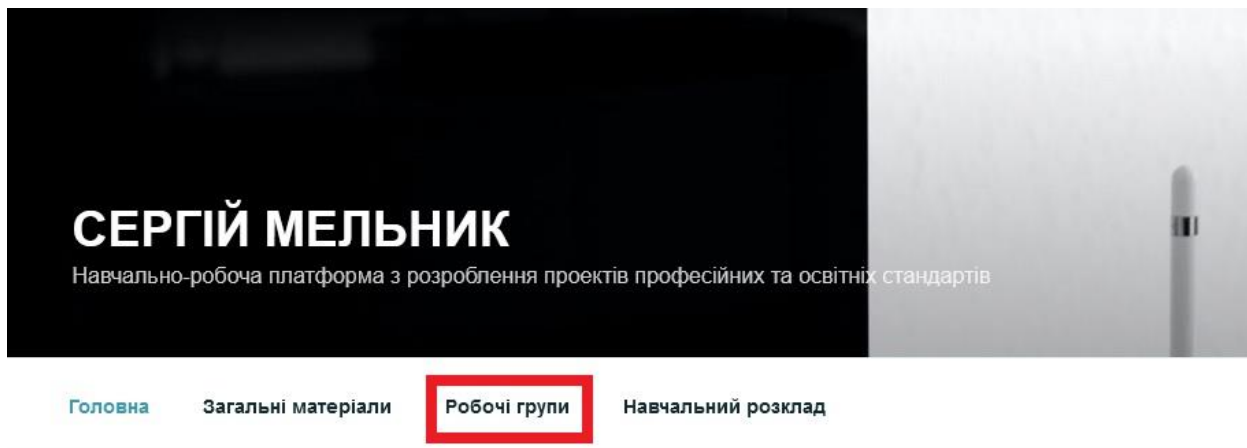 СЕРГІЙ МЕЛЬНИК
Навчально-робоча платформа з розроблення проектів професійних та освітніх стандартів
Головна Загальні матеріали Робочі групи Навчальний розклад